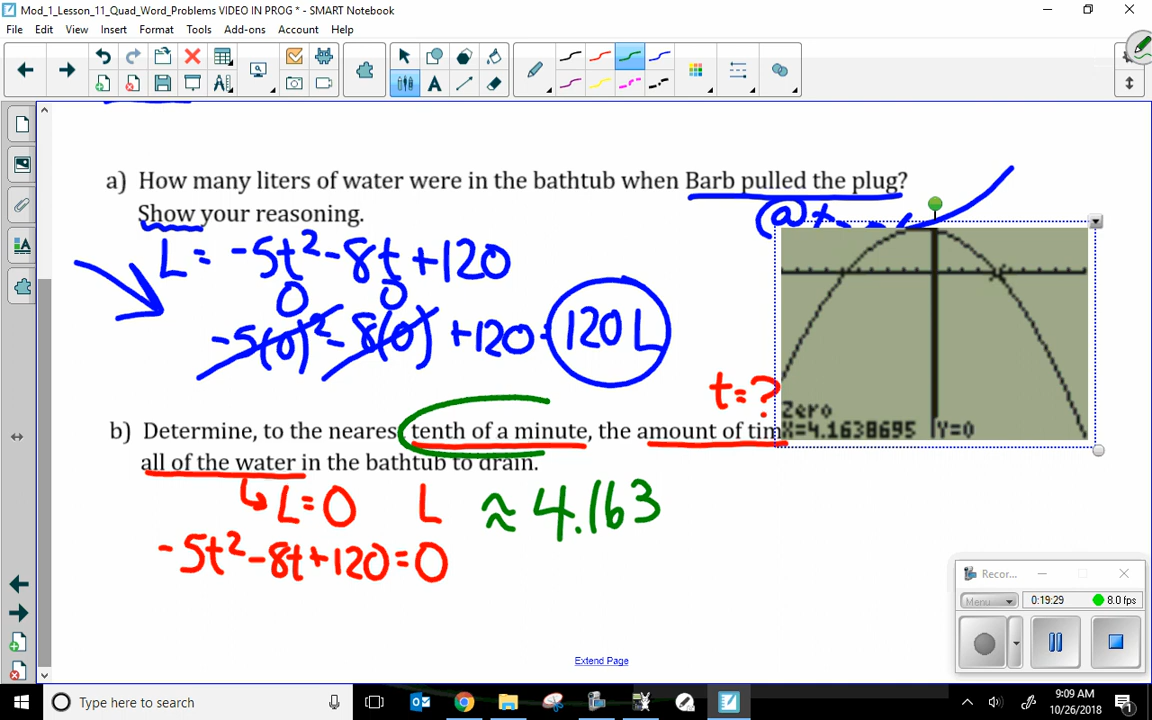 Mod_1_Lesson_11_Quad_Word_Problems VIDEO IN PROG * - SMART Notebook
File Edit View Insert Format Tools Add-ons Account Help
a) How many liters of water were in the bathtub when Barb pulled the plug?
Show your reasoning.
@ t
L = -5t² - 8t + 120
0 0
-5(0)² - 8(0) + 120 = 120 L
t = ?
b) Determine, to the neares tenth of a minute, the amount of tim
all of the water in the bathtub to drain.
Zero
X=4.1638695 Y=0
L = 0 L ≈ 4.163
-5t² - 8t + 120 = 0
Extend Page
Recor...
Menu 0:19:29 8.0 fps
Type here to search
9:09 AM
10/26/2018
1